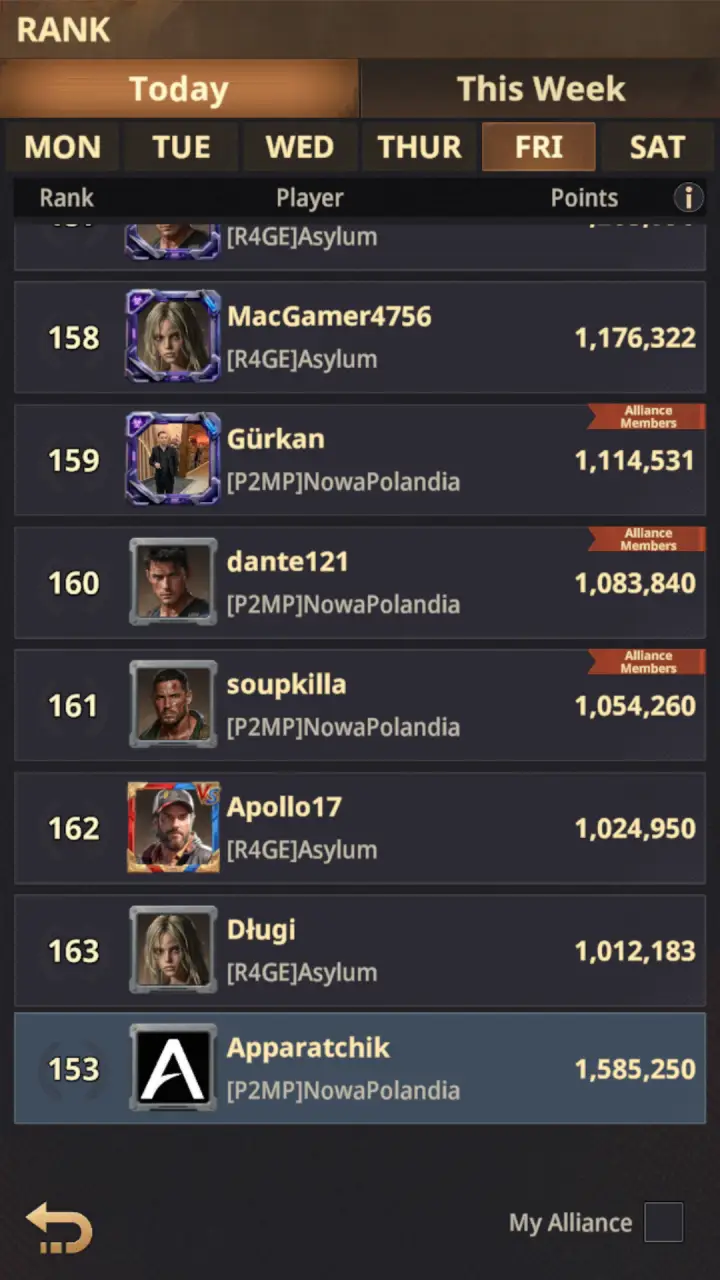 RANK
Today This Week
MON TUE WED THUR FRI SAT
Rank Player Points i
[R4GE]Asylum
158 MacGamer4756 1,176,322
[R4GE]Asylum
Alliance Members
159 Gürkan 1,114,531
[P2MP]NowaPolandia
Alliance Members
160 dante121 1,083,840
[P2MP]NowaPolandia
Alliance Members
161 soupkilla 1,054,260
[P2MP]NowaPolandia
VS
162 Apollo17 1,024,950
[R4GE]Asylum
163 Długi 1,012,183
[R4GE]Asylum
153 Apparatchik 1,585,250
[P2MP]NowaPolandia
My Alliance